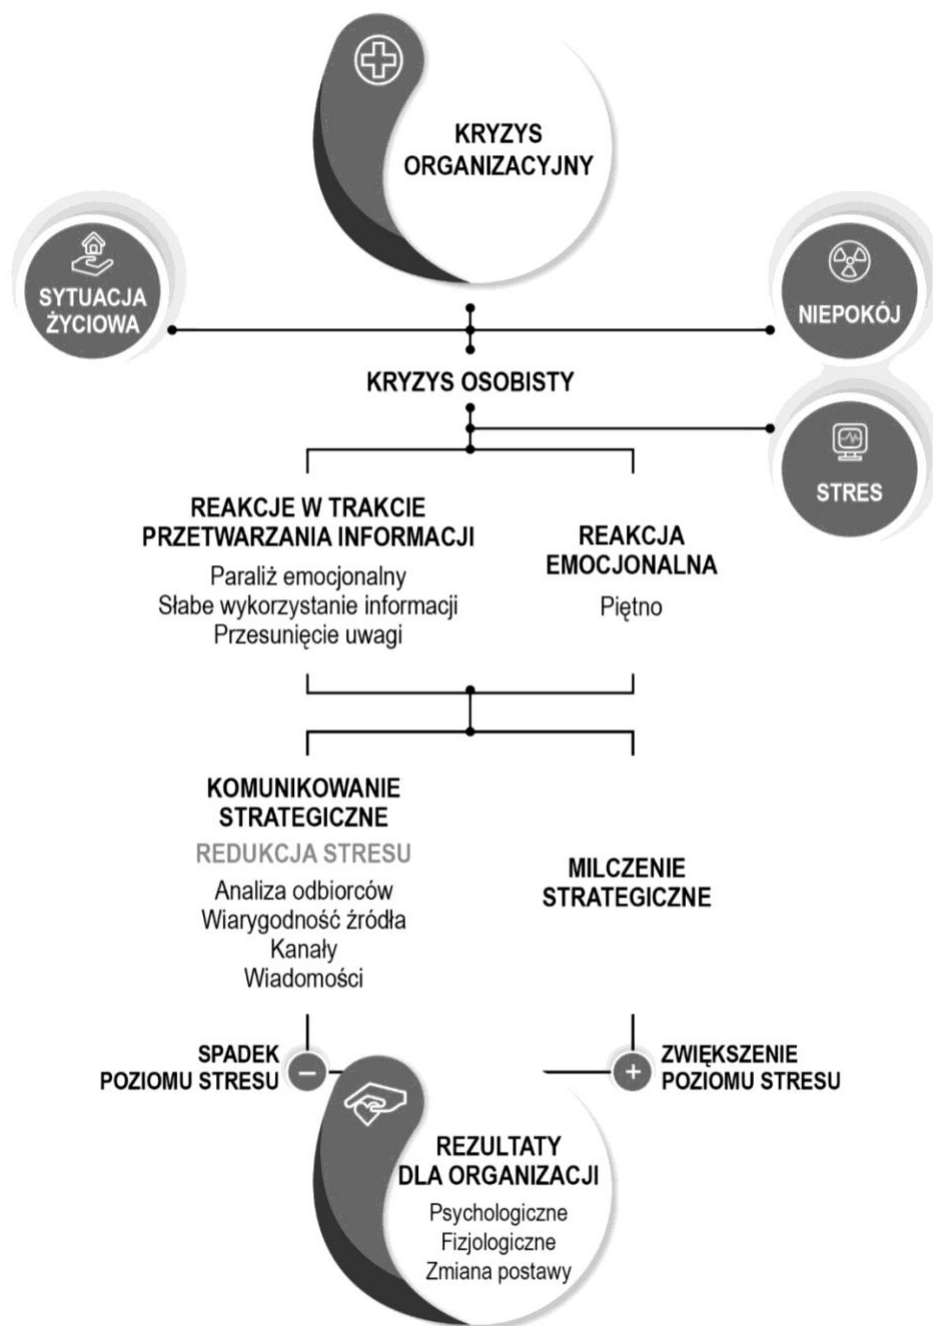 KRYZYS
ORGANIZACYJNY
SYTUACJA
ŻYCIOWA
NIEPOKÓJ
KRYZYS OSOBISTY
STRES
REAKCJE W TRAKCIE
PRZETWARZANIA INFORMACJI
Paraliż emocjonalny
Słabe wykorzystanie informacji
Przesunięcie uwagi
REAKCJA
EMOCJONALNA
Piętno
KOMUNIKOWANIE
STRATEGICZNE
REDUKCJA STRESU
Analiza odbiorców
Wiarygodność źródła
Kanały
Wiadomości
MILCZENIE
STRATEGICZNE
SPADEK
POZIOMU STRESU
ZWIĘKSZENIE
POZIOMU STRESU
REZULTATY
DLA ORGANIZACJI
Psychologiczne
Fizjologiczne
Zmiana postawy